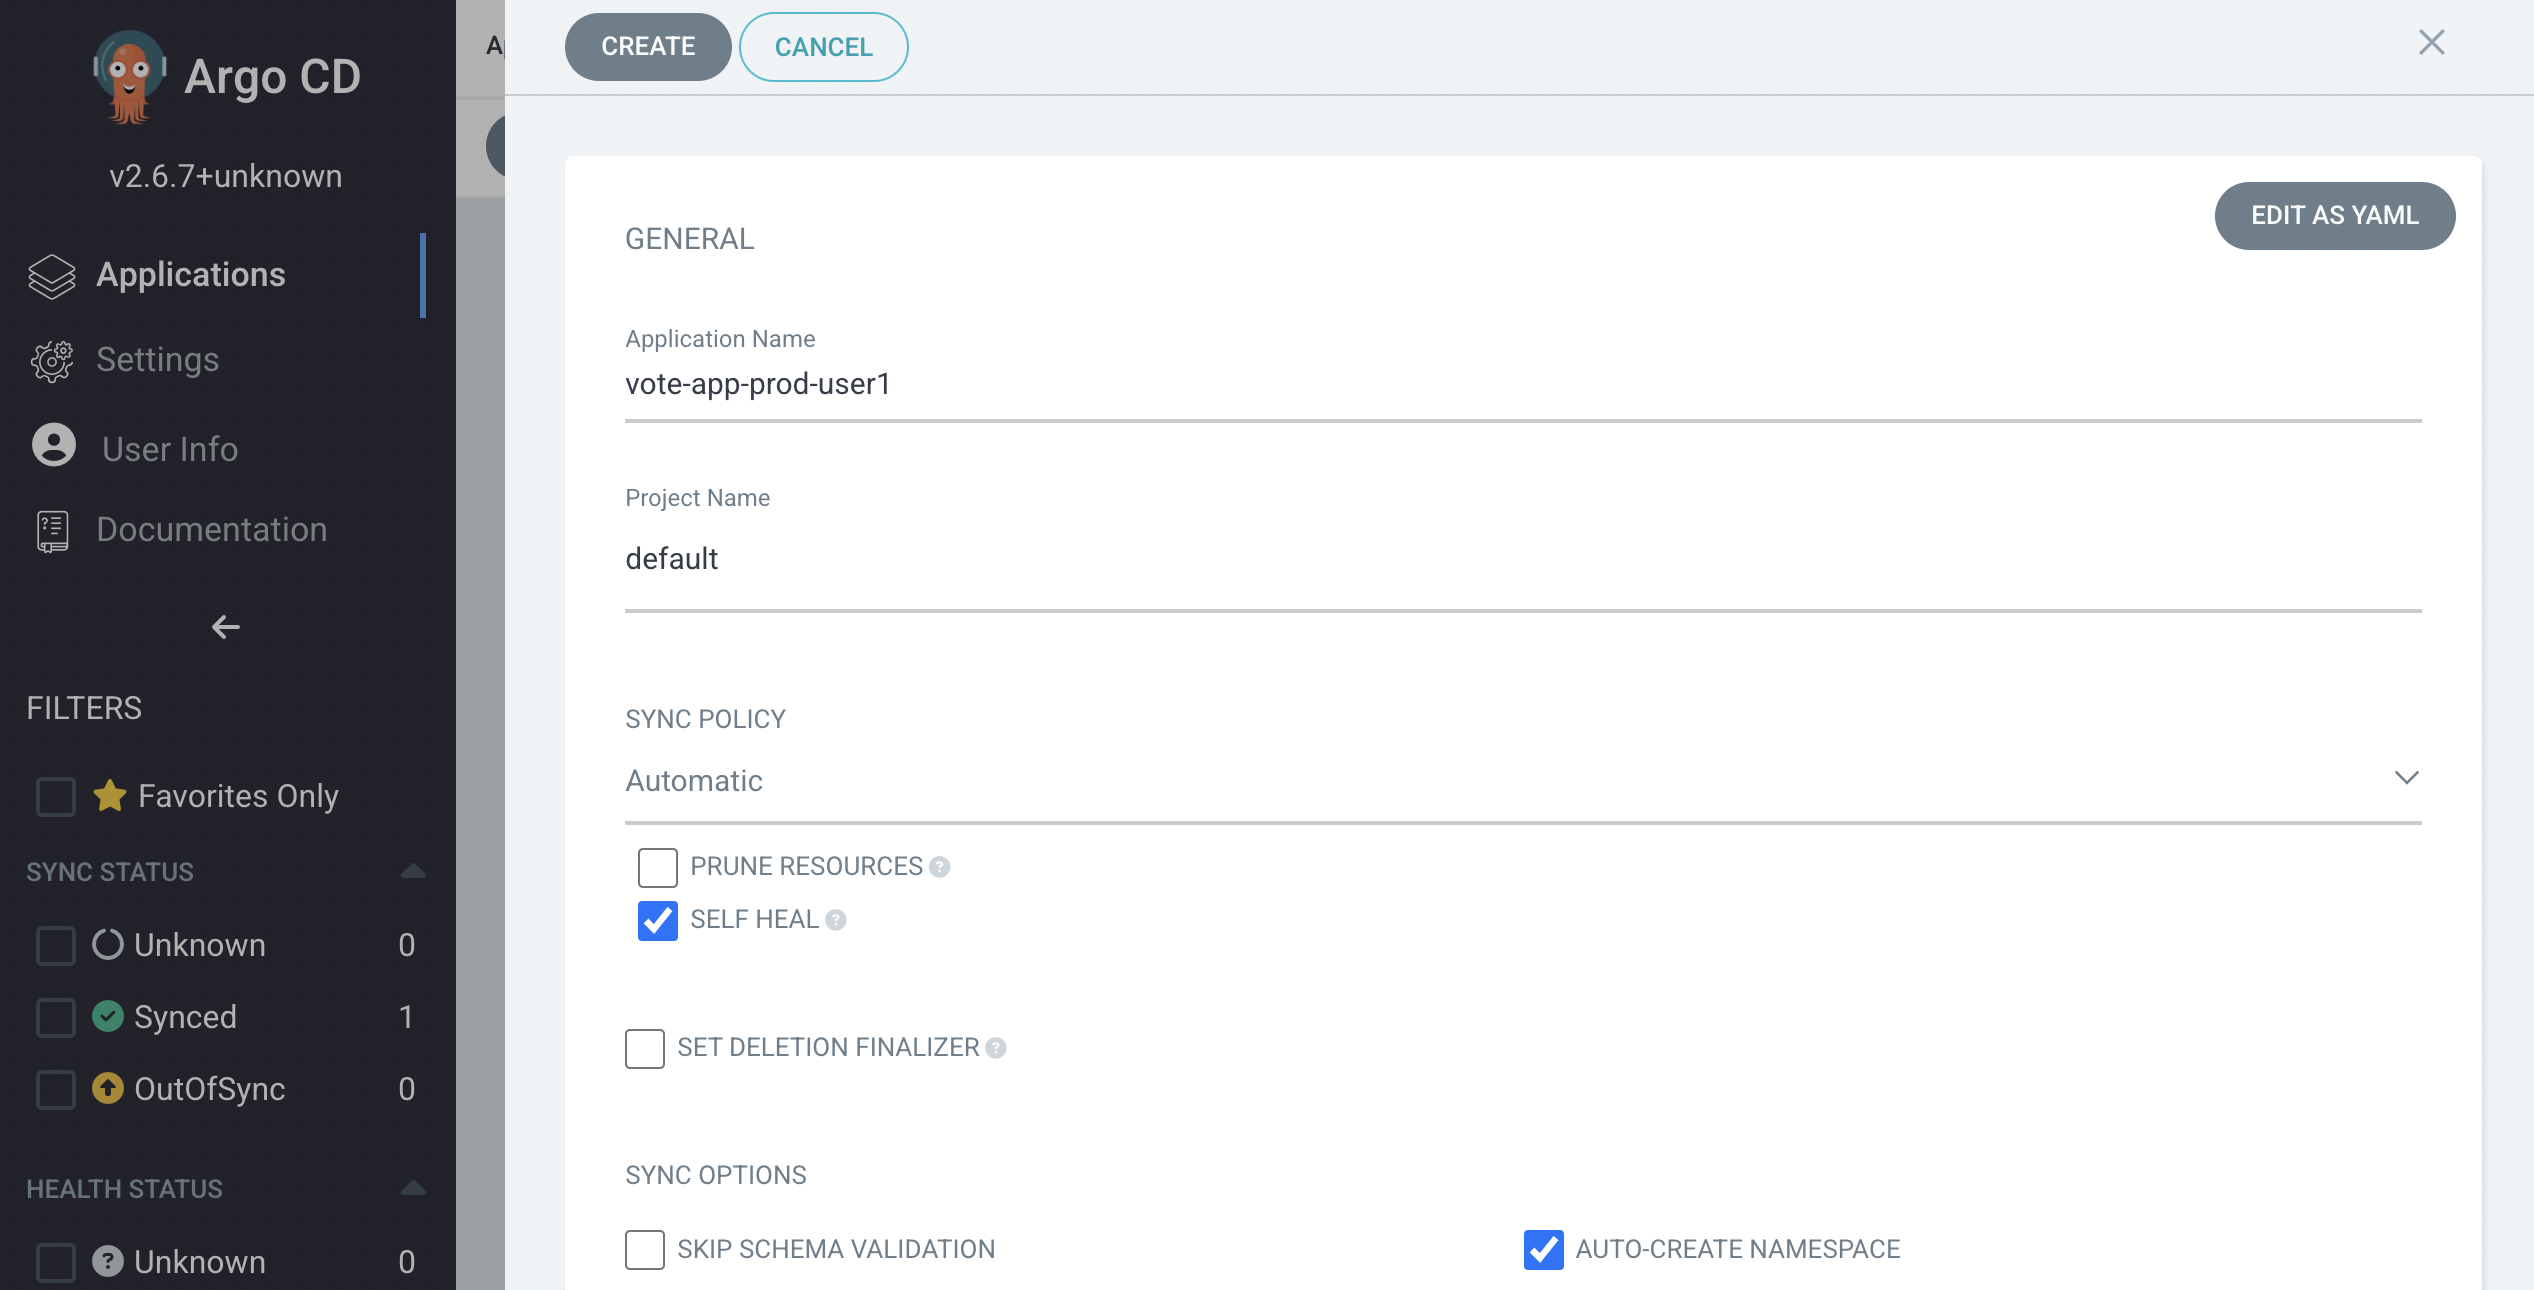 Argo CD
v2.6.7+unknown
Applications
Settings
User Info
Documentation
FILTERS
Favorites Only
SYNC STATUS
Unknown 0
Synced 1
OutOfSync 0
HEALTH STATUS
Unknown 0
CREATE CANCEL
EDIT AS YAML
GENERAL
Application Name
vote-app-prod-user1
Project Name
default
SYNC POLICY
Automatic
PRUNE RESOURCES ?
SELF HEAL ?
SET DELETION FINALIZER ?
SYNC OPTIONS
SKIP SCHEMA VALIDATION AUTO-CREATE NAMESPACE